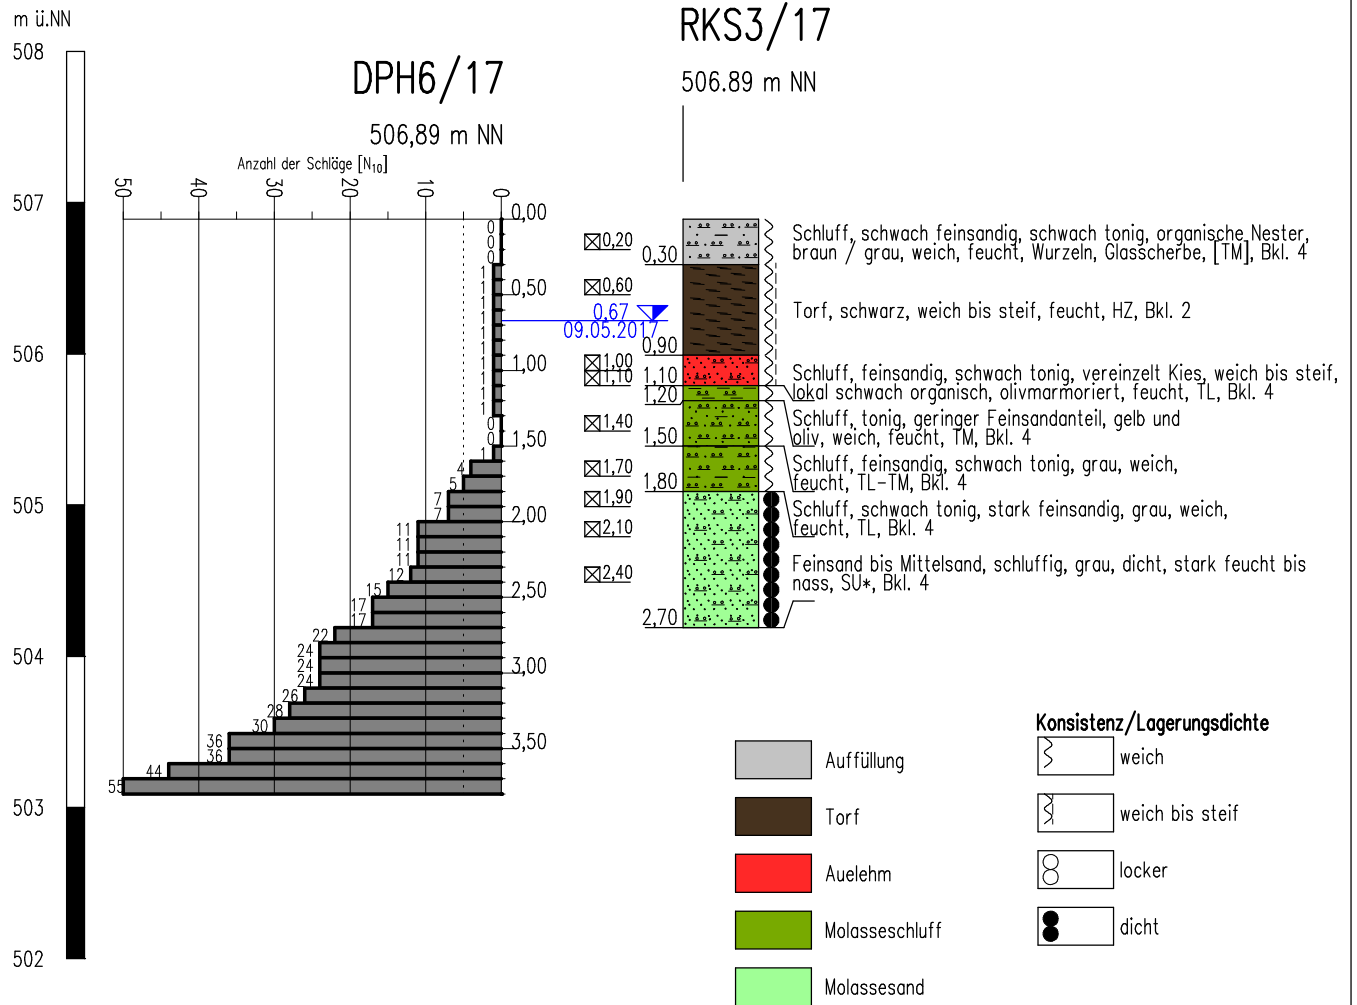 m ü.NN
508
507
506
505
504
503
502
DPH6/17
506,89 m NN
Anzahl der Schläge [N₁₀]
50
40
30
20
10
0
0,00
0,50
1,00
1,50
2,00
2,50
3,00
3,50
0
0
0
1
1
1
1
1
1
1
1
1
1
0
0
1
4
5
7
7
11
11
11
12
15
17
17
22
24
24
24
26
28
30
36
36
44
55
RKS3/17
506.89 m NN
0,20
0,60
0,67
09.05.2017
1,00
1,10
1,40
1,70
1,90
2,10
2,40
0,30
0,90
1,10
1,20
1,50
1,80
2,70
Schluff, schwach feinsandig, schwach tonig, organische Nester,
braun / grau, weich, feucht, Wurzeln, Glasscherbe, [TM], Bkl. 4
Torf, schwarz, weich bis steif, feucht, HZ, Bkl. 2
Schluff, feinsandig, schwach tonig, vereinzelt Kies, weich bis steif,
lokal schwach organisch, olivmarmoriert, feucht, TL, Bkl. 4
Schluff, tonig, geringer Feinsandanteil, gelb und
oliv, weich, feucht, TM, Bkl. 4
Schluff, feinsandig, schwach tonig, grau, weich,
feucht, TL-TM, Bkl. 4
Schluff, schwach tonig, stark feinsandig, grau, weich,
feucht, TL, Bkl. 4
Feinsand bis Mittelsand, schluffig, grau, dicht, stark feucht bis
nass, SU*, Bkl. 4
Auffüllung
Torf
Auelehm
Molasseschluff
Molassesand
Konsistenz/Lagerungsdichte
weich
weich bis steif
locker
dicht